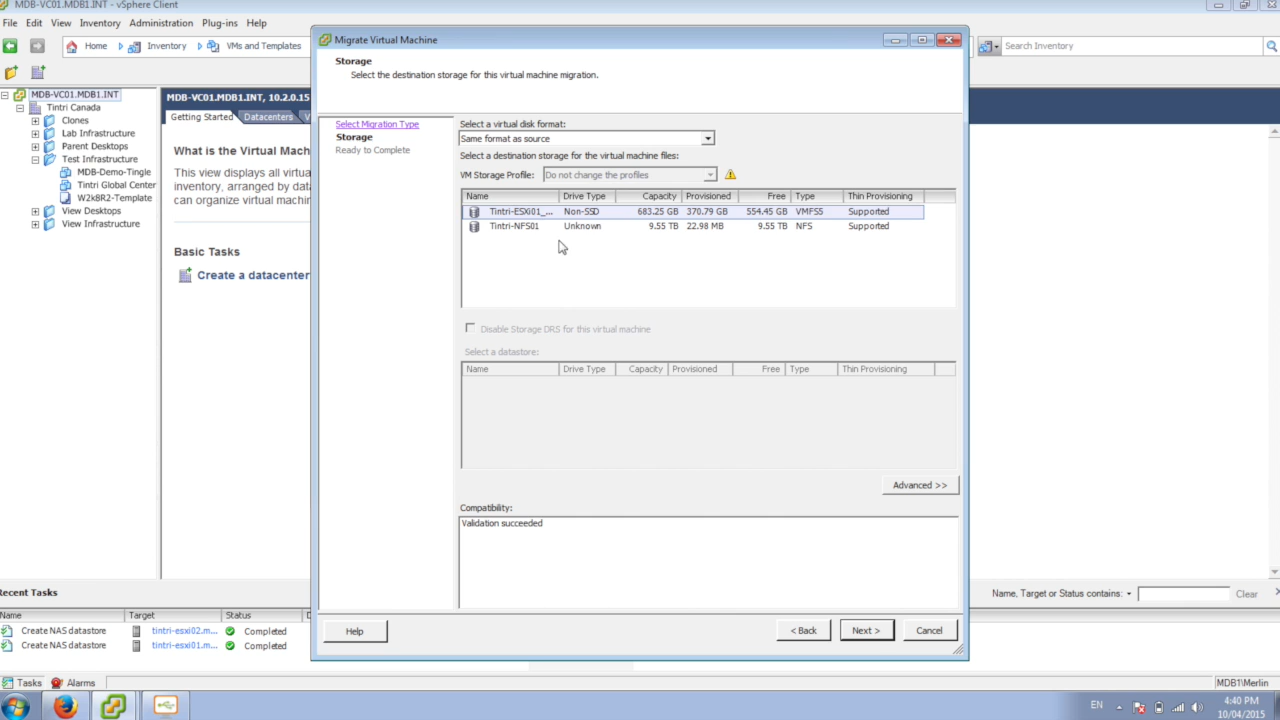 MDB-VC01.MDB1.INT - vSphere Client
File Edit View Inventory Administration Plug-ins Help
Home Inventory VMs and Templates
Search Inventory
MDB-VC01.MDB1.INT
Tintri Canada
Clones
Lab Infrastructure
Parent Desktops
Test Infrastructure
MDB-Demo-Tingle
Tintri Global Center
W2k8R2-Template
View Desktops
View Infrastructure
MDB-VC01.MDB1.INT, 10.2.0.15
Getting Started Datacenters
What is the Virtual Mach
This view displays all virtua
inventory, arranged by data
can organize virtual machin
Basic Tasks
Create a datacenter
Migrate Virtual Machine
Storage
Select the destination storage for this virtual machine migration.
Select Migration Type
Storage
Ready to Complete
Select a virtual disk format:
Same format as source
Select a destination storage for the virtual machine files:
VM Storage Profile: Do not change the profiles
Name Drive Type Capacity Provisioned Free Type Thin Provisioning
Tintri-ESXi01_... Non-SSD 683.25 GB 370.79 GB 554.45 GB VMFS5 Supported
Tintri-NFS01 Unknown 9.55 TB 22.98 MB 9.55 TB NFS Supported
Disable Storage DRS for this virtual machine
Select a datastore:
Name Drive Type Capacity Provisioned Free Type Thin Provisioning
Advanced >>
Compatibility:
Validation succeeded
Help < Back Next > Cancel
Recent Tasks
Name, Target or Status contains: Clear
Name Target Status
Create NAS datastore tintri-esxi02.m... Completed
Create NAS datastore tintri-esxi01.m... Completed
Tasks Alarms
MDB1\Merlin
EN
4:40 PM
10/04/2015